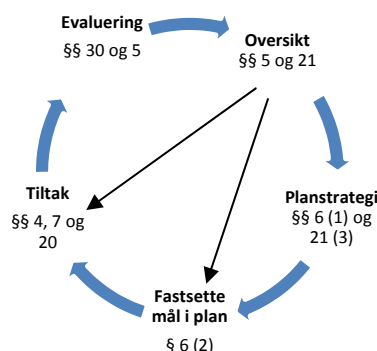 Evaluering
§§ 30 og 5
Oversikt
§§ 5 og 21
Planstrategi
§§ 6 (1) og
21 (3)
Fastsette
mål i plan
§ 6 (2)
Tiltak
§§ 4, 7 og
20